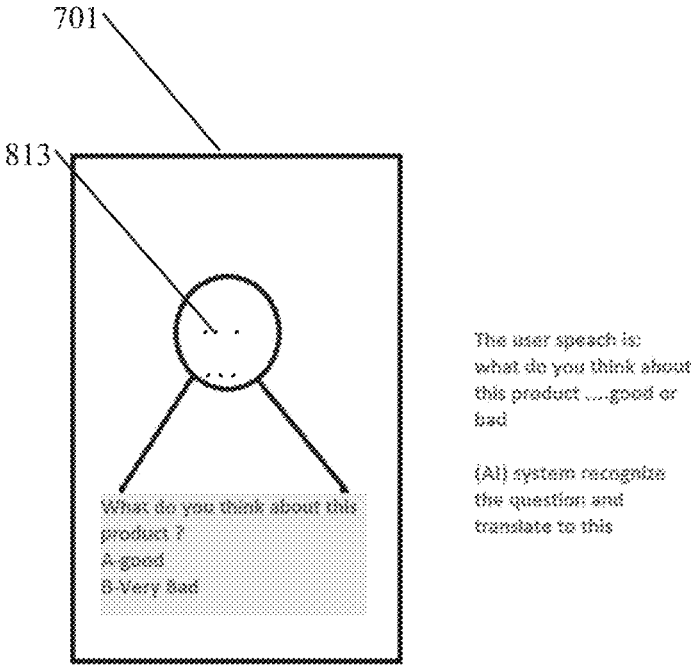 701
813
The user speach is:
what do you think about
this product ....good or
bad
(AI) system recognize
the question and
translate to this
What do you think about this
product ?
A-good
B-Very Bad